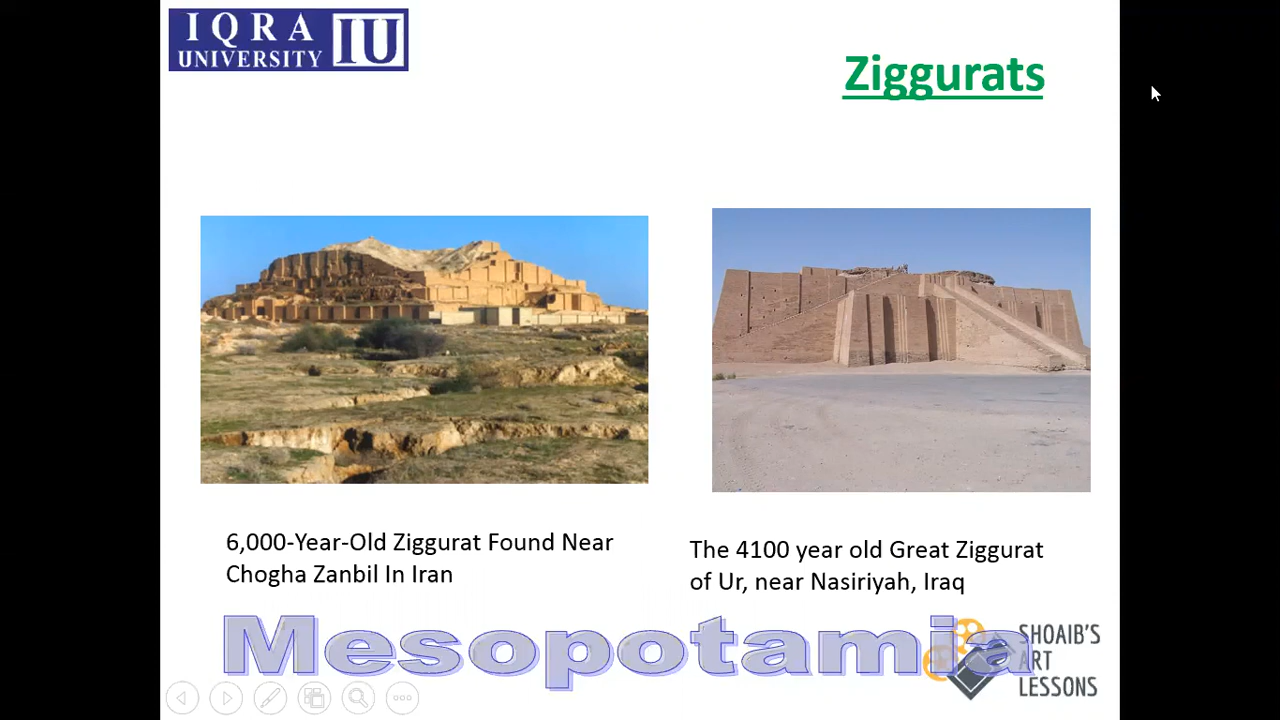 IQRA
UNIVERSITY IU
Ziggurats
6,000-Year-Old Ziggurat Found Near
Chogha Zanbil In Iran
The 4100 year old Great Ziggurat
of Ur, near Nasiriyah, Iraq
Mesopotamia
SHOAIB'S
ART
LESSONS